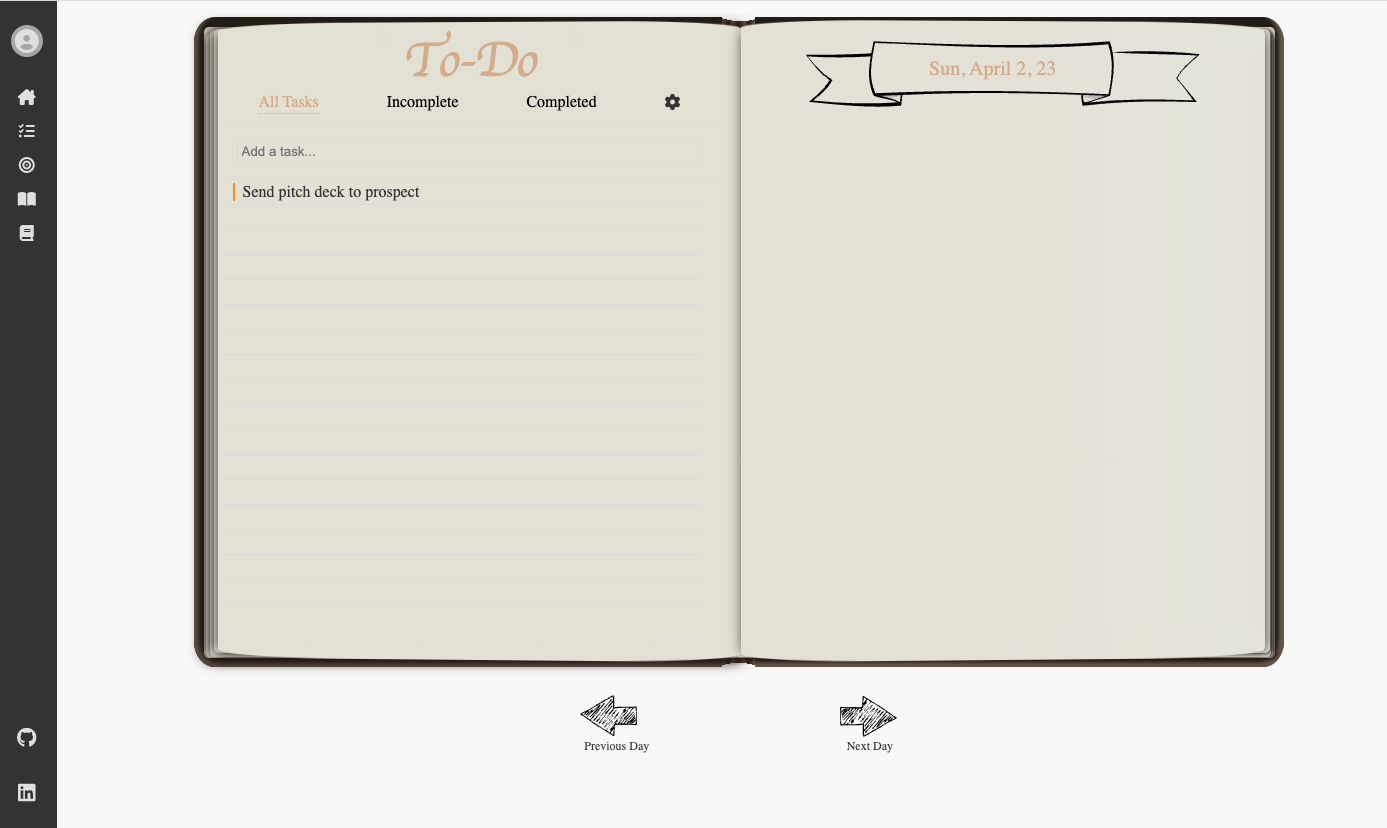 To-Do
All Tasks Incomplete Completed
Add a task...
Send pitch deck to prospect
Sun, April 2, 23
Previous Day Next Day
in